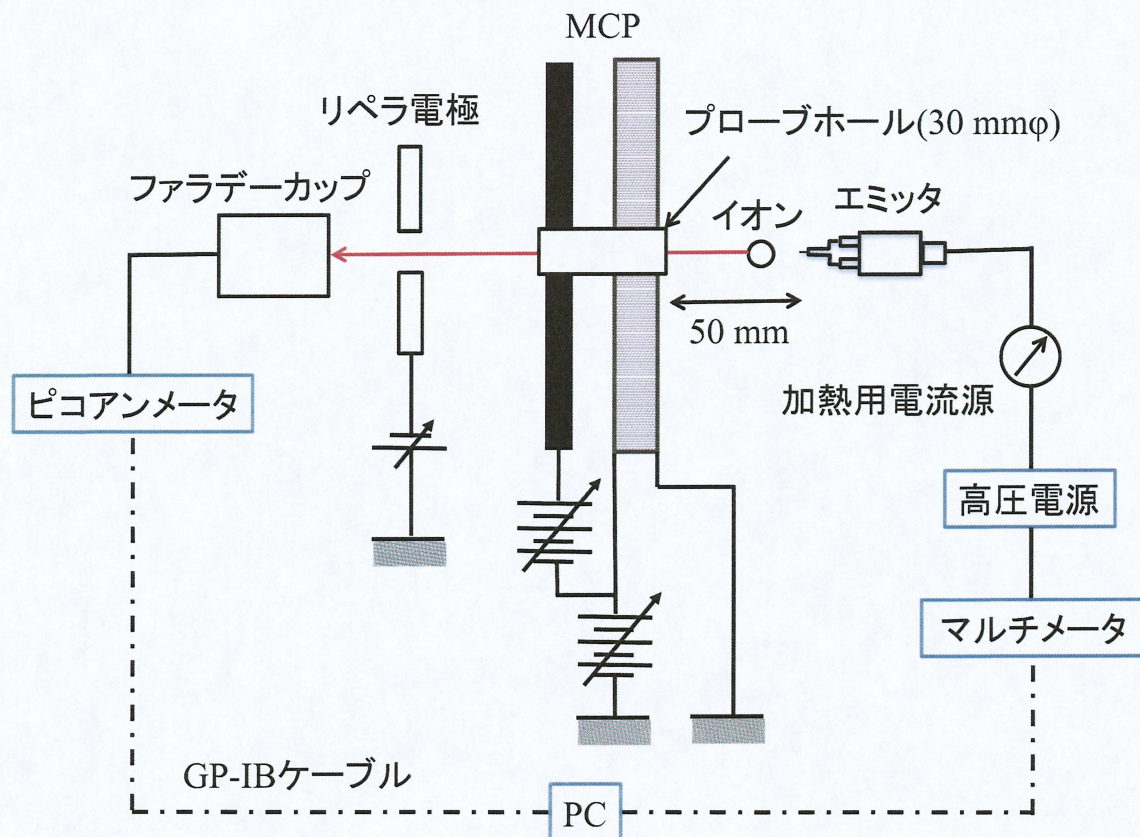 MCP
リペラ電極
プローブホール(30 mmφ)
ファラデーカップ
イオン
エミッタ
50 mm
ピコアンメータ
加熱用電流源
高圧電源
マルチメータ
GP-IBケーブル
PC